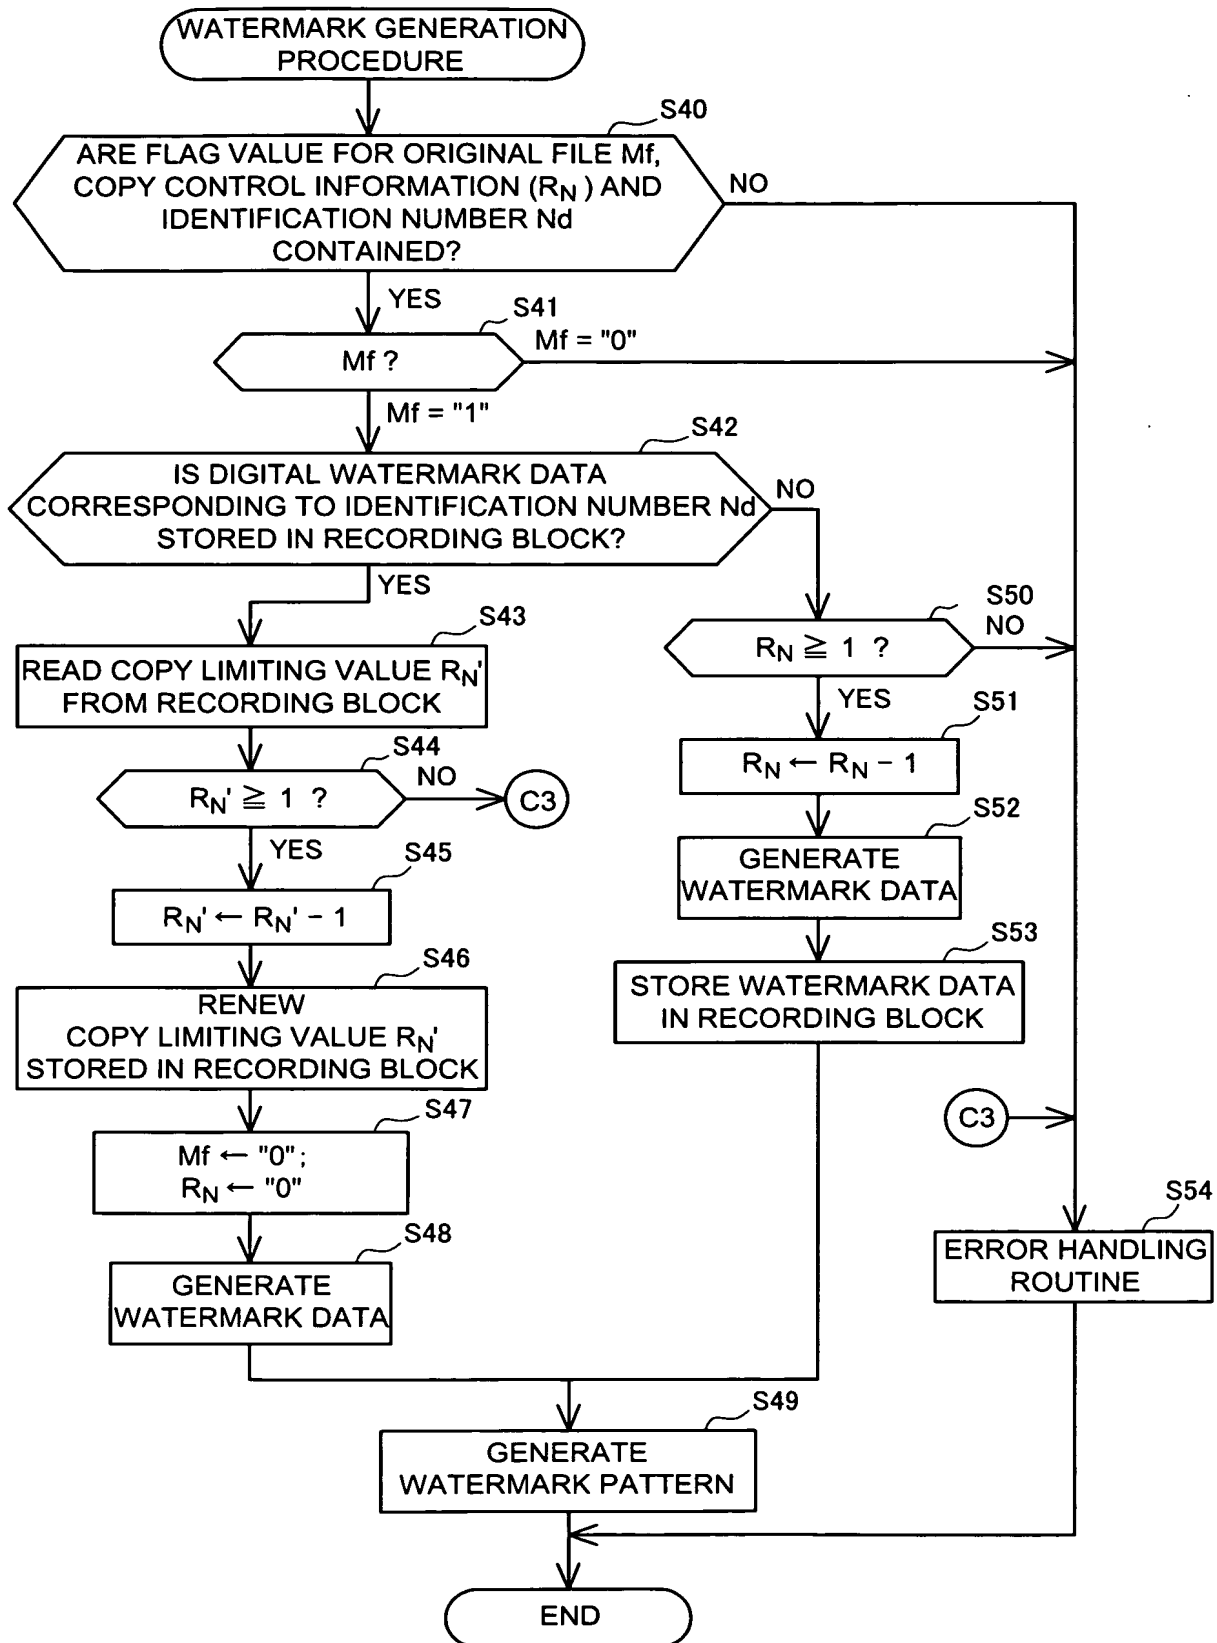 WATERMARK GENERATION
PROCEDURE
S40
ARE FLAG VALUE FOR ORIGINAL FILE Mf,
COPY CONTROL INFORMATION (RN) AND
IDENTIFICATION NUMBER Nd
CONTAINED?
NO
YES
S41
Mf ?
Mf = "0"
Mf = "1"
S42
IS DIGITAL WATERMARK DATA
CORRESPONDING TO IDENTIFICATION NUMBER Nd
STORED IN RECORDING BLOCK?
NO
YES
S43
READ COPY LIMITING VALUE RN'
FROM RECORDING BLOCK
S44
RN' ≧ 1 ?
NO
C3
YES
S45
RN' ← RN' - 1
S46
RENEW
COPY LIMITING VALUE RN'
STORED IN RECORDING BLOCK
S47
Mf ← "0";
RN ← "0"
S48
GENERATE
WATERMARK DATA
S50
RN ≧ 1 ?
NO
YES
S51
RN ← RN - 1
S52
GENERATE
WATERMARK DATA
S53
STORE WATERMARK DATA
IN RECORDING BLOCK
C3
S54
ERROR HANDLING
ROUTINE
S49
GENERATE
WATERMARK PATTERN
END